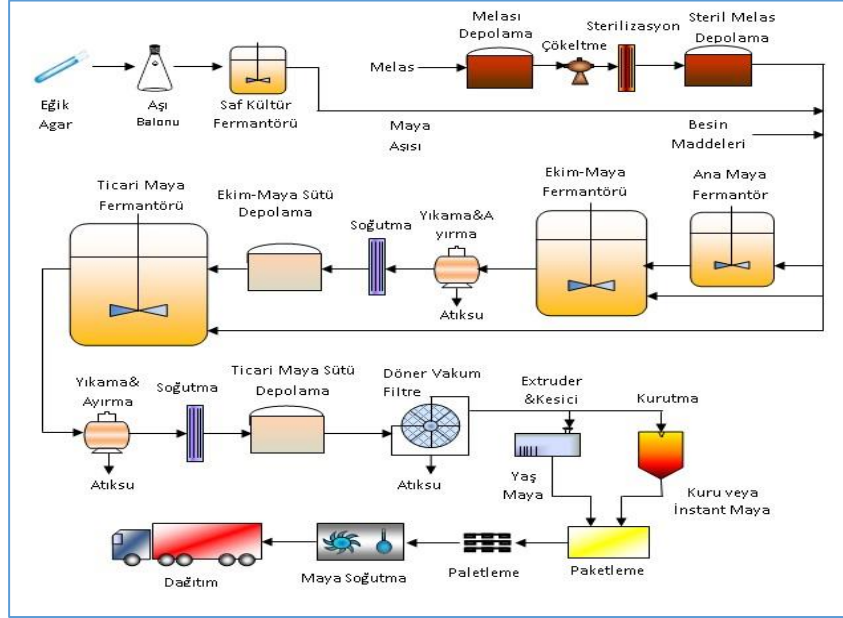 Melası
Depolama
Sterilizasyon
Steril Melas
Depolama
Çökeltme
Melas
Eğik
Agar
Aşı
Balonu
Saf Kültür
Fermantörü
Maya
Aşısı
Besin
Maddeleri
Ticari Maya
Fermantörü
Ekim-Maya Sütü
Depolama
Soğutma
Yıkama&A
yırma
Ekim-Maya
Fermantörü
Ana Maya
Fermantör
Atıksu
Yıkama&
Ayırma
Soğutma
Ticari Maya Sütü
Depolama
Döner Vakum
Filtre
Extruder
&Kesici
Kurutma
Atıksu
Atıksu
Yaş
Maya
Kuru veya
İnstant Maya
Dağıtım
Maya Soğutma
Paletleme
Paketleme